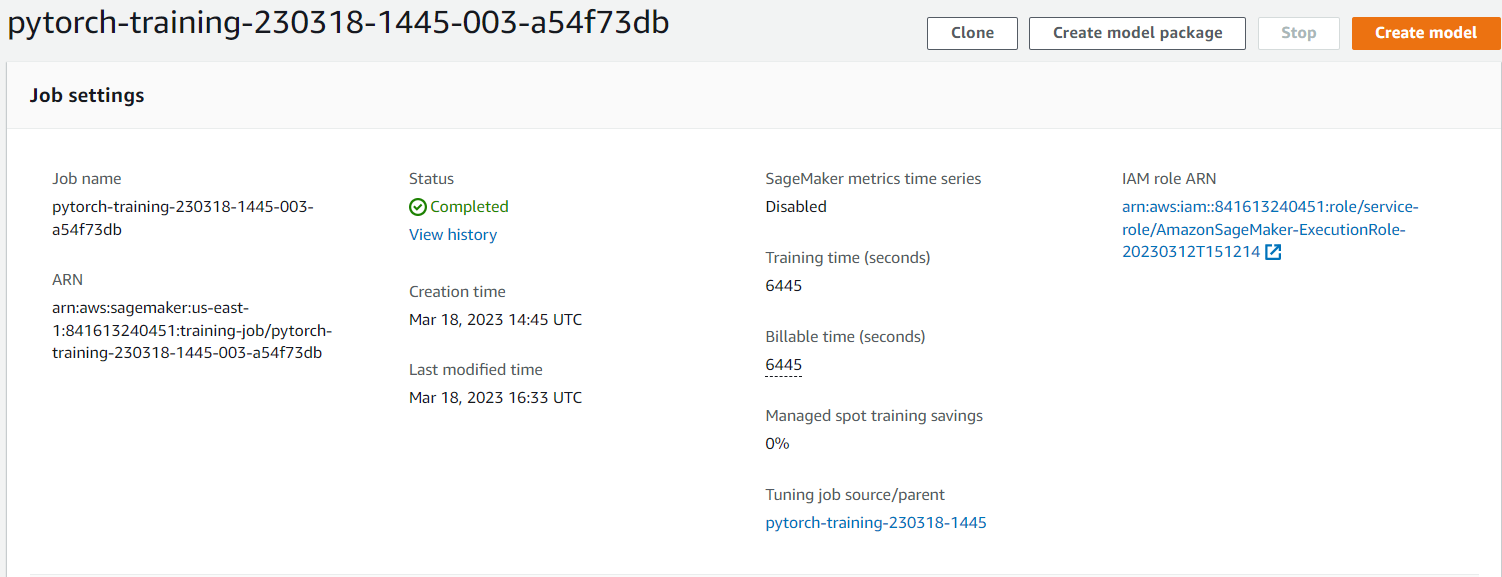 pytorch-training-230318-1445-003-a54f73db
Clone
Create model package
Stop
Create model
Job settings
Job name
pytorch-training-230318-1445-003-
a54f73db
ARN
arn:aws:sagemaker:us-east-
1:841613240451:training-job/pytorch-
training-230318-1445-003-a54f73db
Status
Completed
View history
Creation time
Mar 18, 2023 14:45 UTC
Last modified time
Mar 18, 2023 16:33 UTC
SageMaker metrics time series
Disabled
Training time (seconds)
6445
Billable time (seconds)
6445
Managed spot training savings
0%
Tuning job source/parent
pytorch-training-230318-1445
IAM role ARN
arn:aws:iam::841613240451:role/service-
role/AmazonSageMaker-ExecutionRole-
20230312T151214